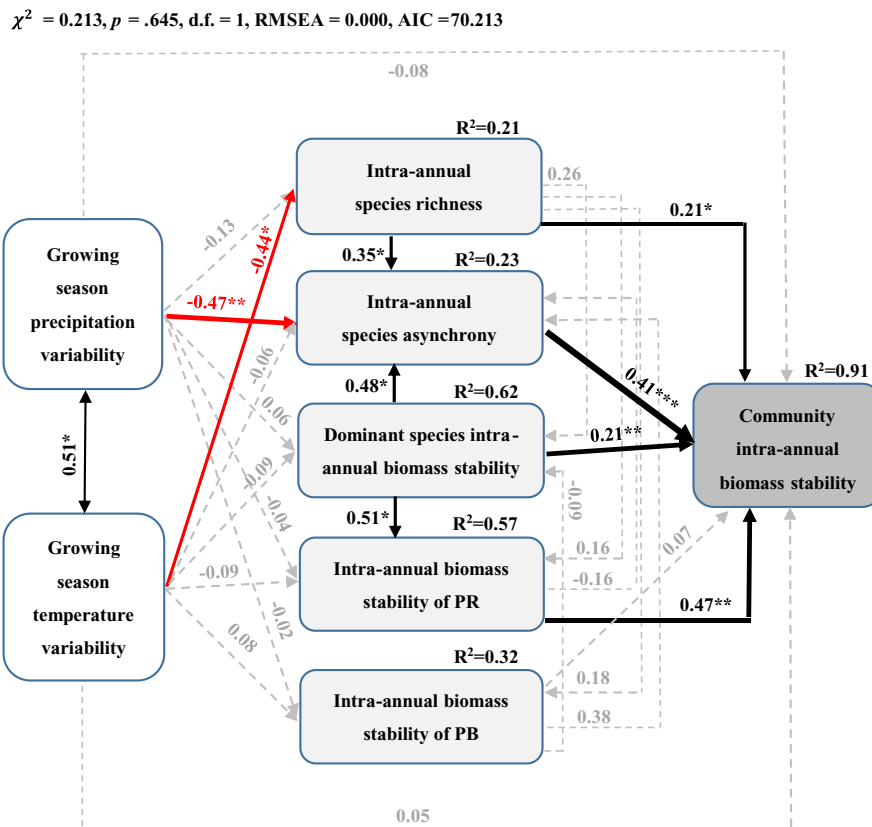 χ² = 0.213, p = .645, d.f. = 1, RMSEA = 0.000, AIC =70.213
-0.08
R²=0.21
Intra-annual
species richness
0.26
-0.13
-0.44*
0.21*
Growing
season
precipitation
variability
0.35*
R²=0.23
-0.47**
Intra-annual
species asynchrony
-0.06
0.41***
R²=0.91
0.48*
R²=0.62
0.06
Dominant species intra-
annual biomass stability
0.21**
Community
intra-annual
biomass stability
0.51*
-0.09
-0.09
0.51*
R²=0.57
-0.04
0.07
Growing
season
temperature
variability
-0.09
Intra-annual biomass
stability of PR
0.16
-0.16
0.47**
0.08
-0.02
R²=0.32
Intra-annual biomass
stability of PB
0.18
0.38
0.05